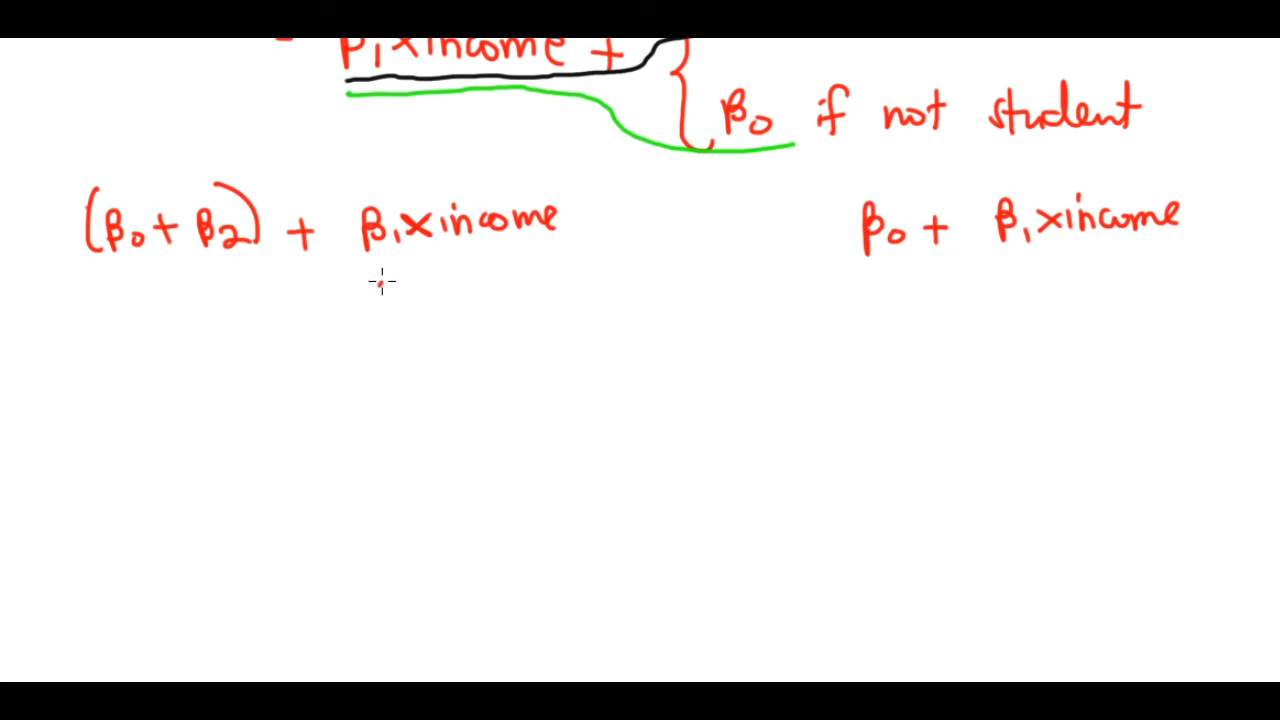 β₁ x income +
β₀ if not student
(β₀ + β₂) + β₁ x income
β₀ + β₁ x income